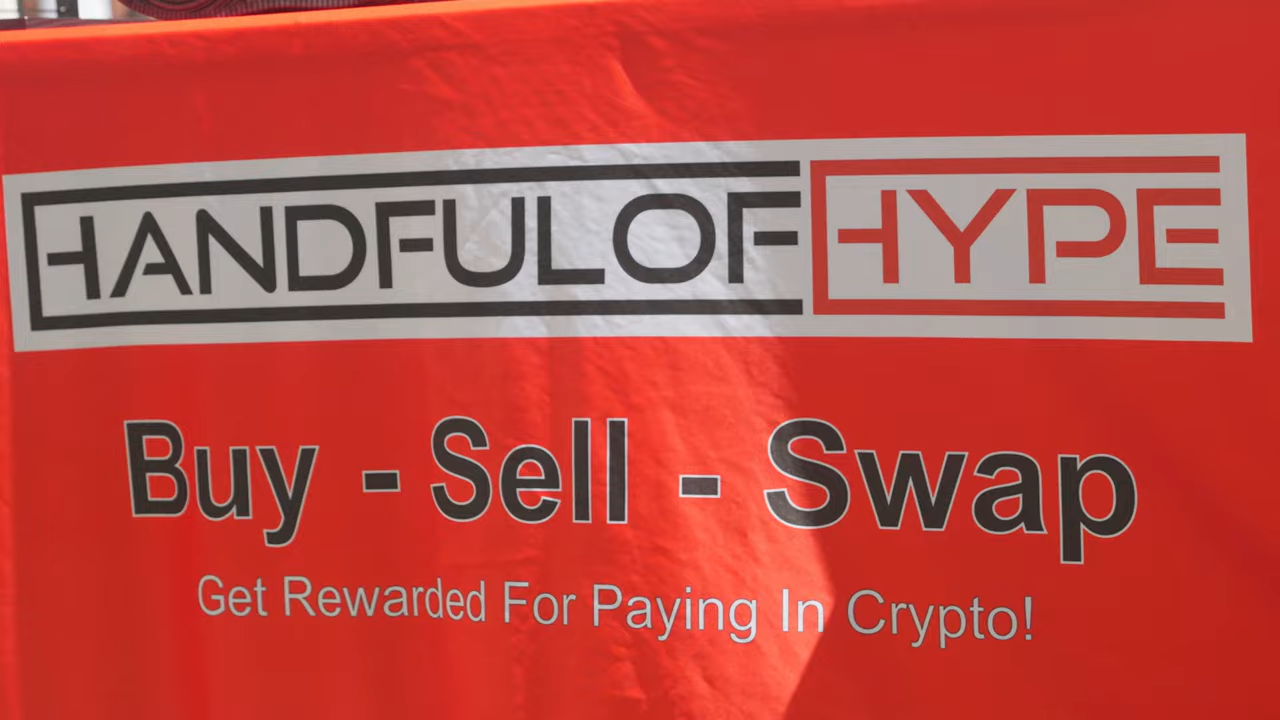 HANDFULOFHYPE
Buy - Sell - Swap
Get Rewarded For Paying In Crypto!